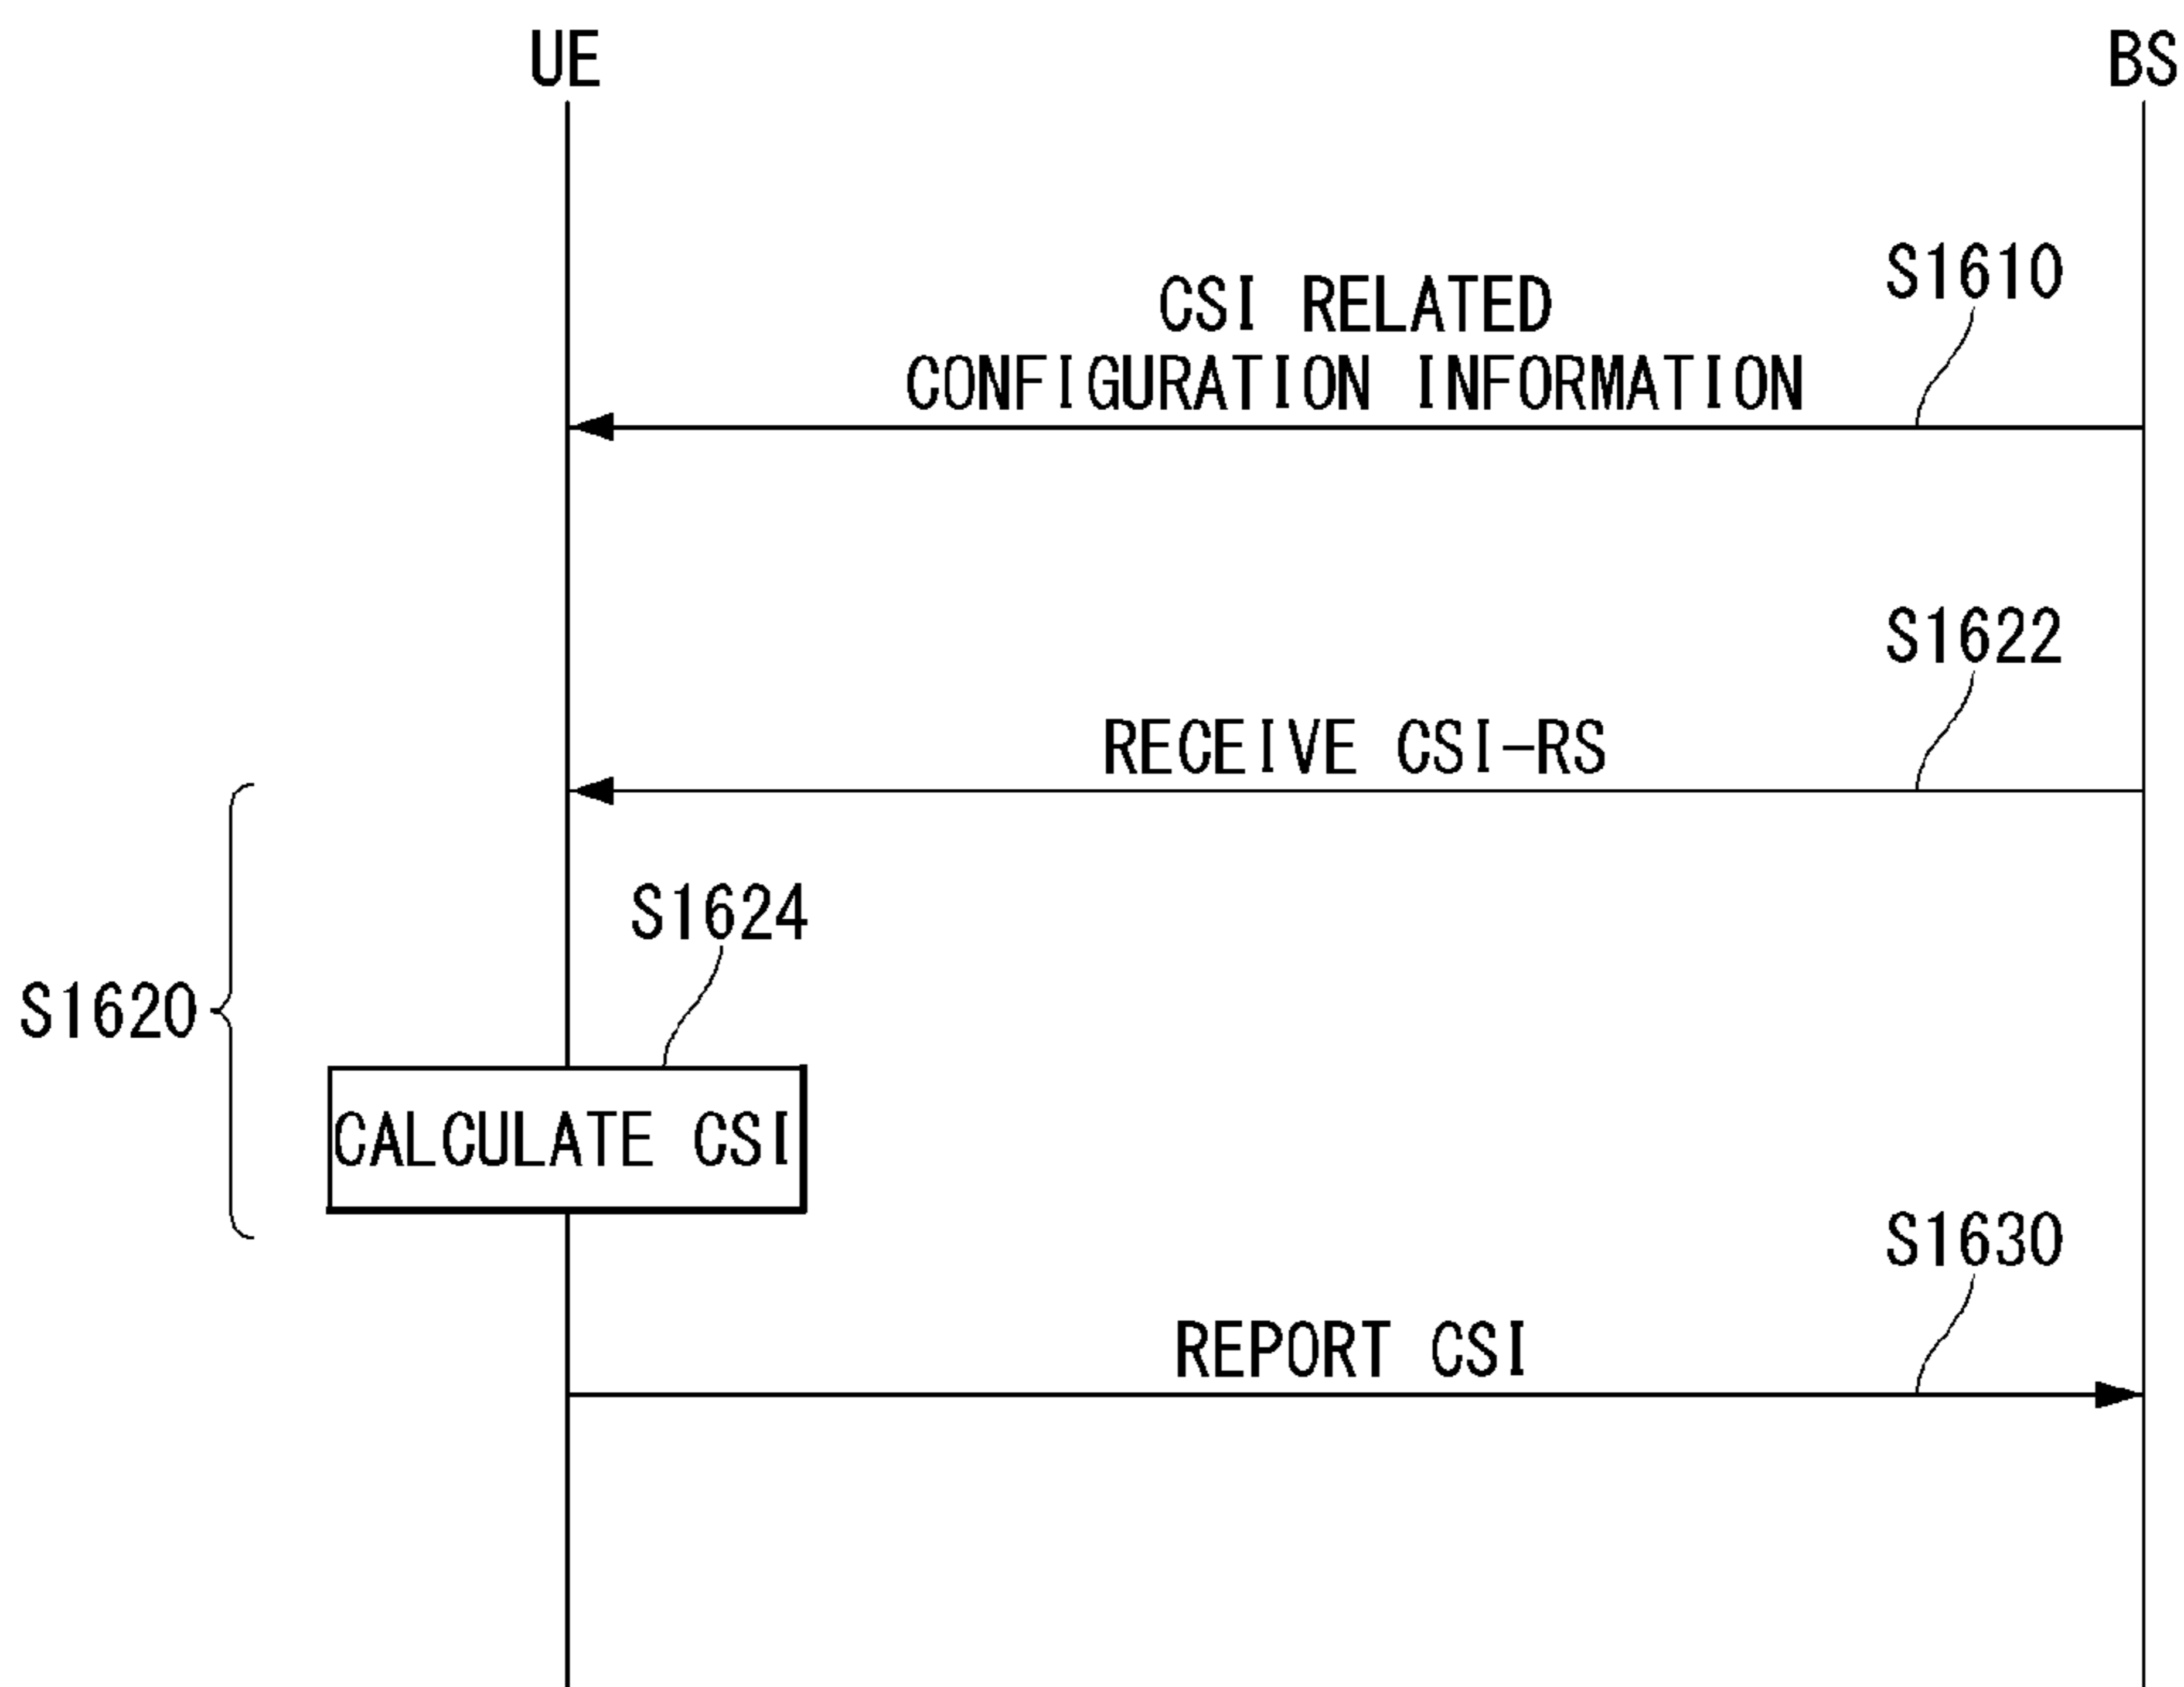 UE
BS
S1610
CSI RELATED
CONFIGURATION INFORMATION
S1622
RECEIVE CSI-RS
S1624
S1620
CALCULATE CSI
S1630
REPORT CSI